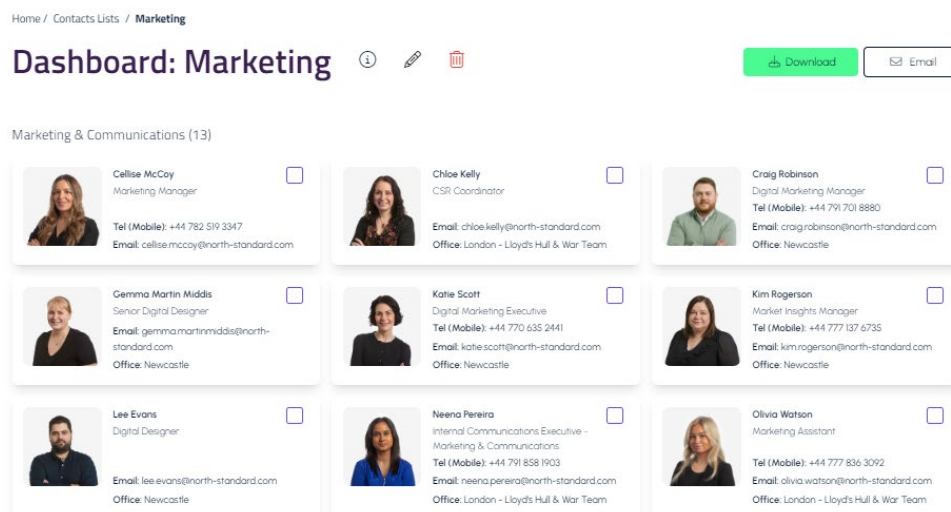 Home / Contacts Lists / Marketing
Dashboard: Marketing
Download
Email
Marketing & Communications (13)
Cellise McCoy
Marketing Manager
Tel (Mobile): +44 782 519 3347
Email: cellise.mccoy@north-standard.com
Chloe Kelly
CSR Coordinator
Email: chloe.kelly@north-standard.com
Office: London - Lloyd's Hull & War Team
Craig Robinson
Digital Marketing Manager
Tel (Mobile): +44 791 701 8880
Email: craig.robinson@north-standard.com
Office: Newcastle
Gemma Martin Middis
Senior Digital Designer
Email: gemma.martinmiddis@north-
standard.com
Office: Newcastle
Katie Scott
Digital Marketing Executive
Tel (Mobile): +44 770 635 2441
Email: katie.scott@north-standard.com
Office: Newcastle
Kim Rogerson
Market Insights Manager
Tel (Mobile): +44 777 137 6735
Email: kim.rogerson@north-standard.com
Office: Newcastle
Lee Evans
Digital Designer
Email: lee.evans@north-standard.com
Office: Newcastle
Neena Pereira
Internal Communications Executive -
Marketing & Communications
Tel (Mobile): +44 791 858 1903
Email: neena.pereira@north-standard.com
Office: London - Lloyd's Hull & War Team
Olivia Watson
Marketing Assistant
Tel (Mobile): +44 777 836 3092
Email: olivia.watson@north-standard.com
Office: London - Lloyd's Hull & War Team